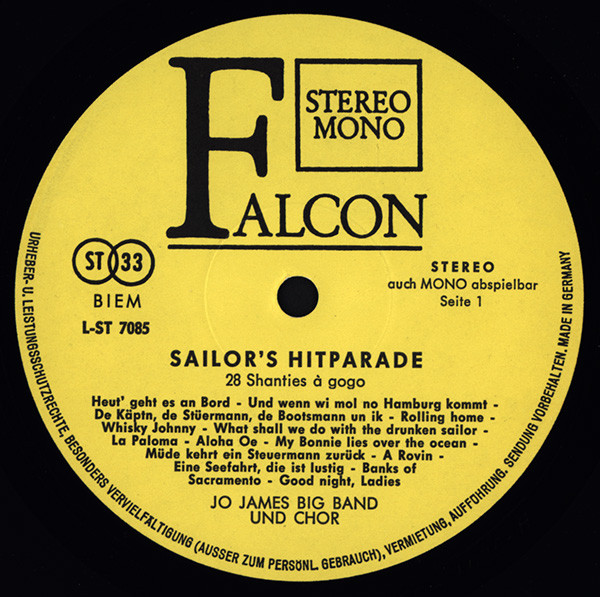 STEREO
MONO
FALCON
ST 33
BIEM
L-ST 7085
STEREO
auch MONO abspielbar
Seite 1
SAILOR'S HITPARADE
28 Shanties à gogo
Heut' geht es an Bord - Und wenn wi mol no Hamburg kommt -
De Käptn, de Stüermann, de Bootsmann un ik - Rolling home -
Whisky Johnny - What shall we do with the drunken sailor -
La Paloma - Aloha Oe - My Bonnie lies over the ocean -
Müde kehrt ein Steuermann zurück - A Rovin -
Eine Seefahrt, die ist lustig - Banks of
Sacramento - Good night, Ladies
JO JAMES BIG BAND
UND CHOR
URHEBER- U. LEISTUNGSSCHUTZRECHTE, BESONDERS VERVIELFÄLTIGUNG (AUSSER ZUM PERSÖNL. GEBRAUCH), VERMIETUNG, AUFFÜHRUNG, SENDUNG VORBEHALTEN. MADE IN GERMANY